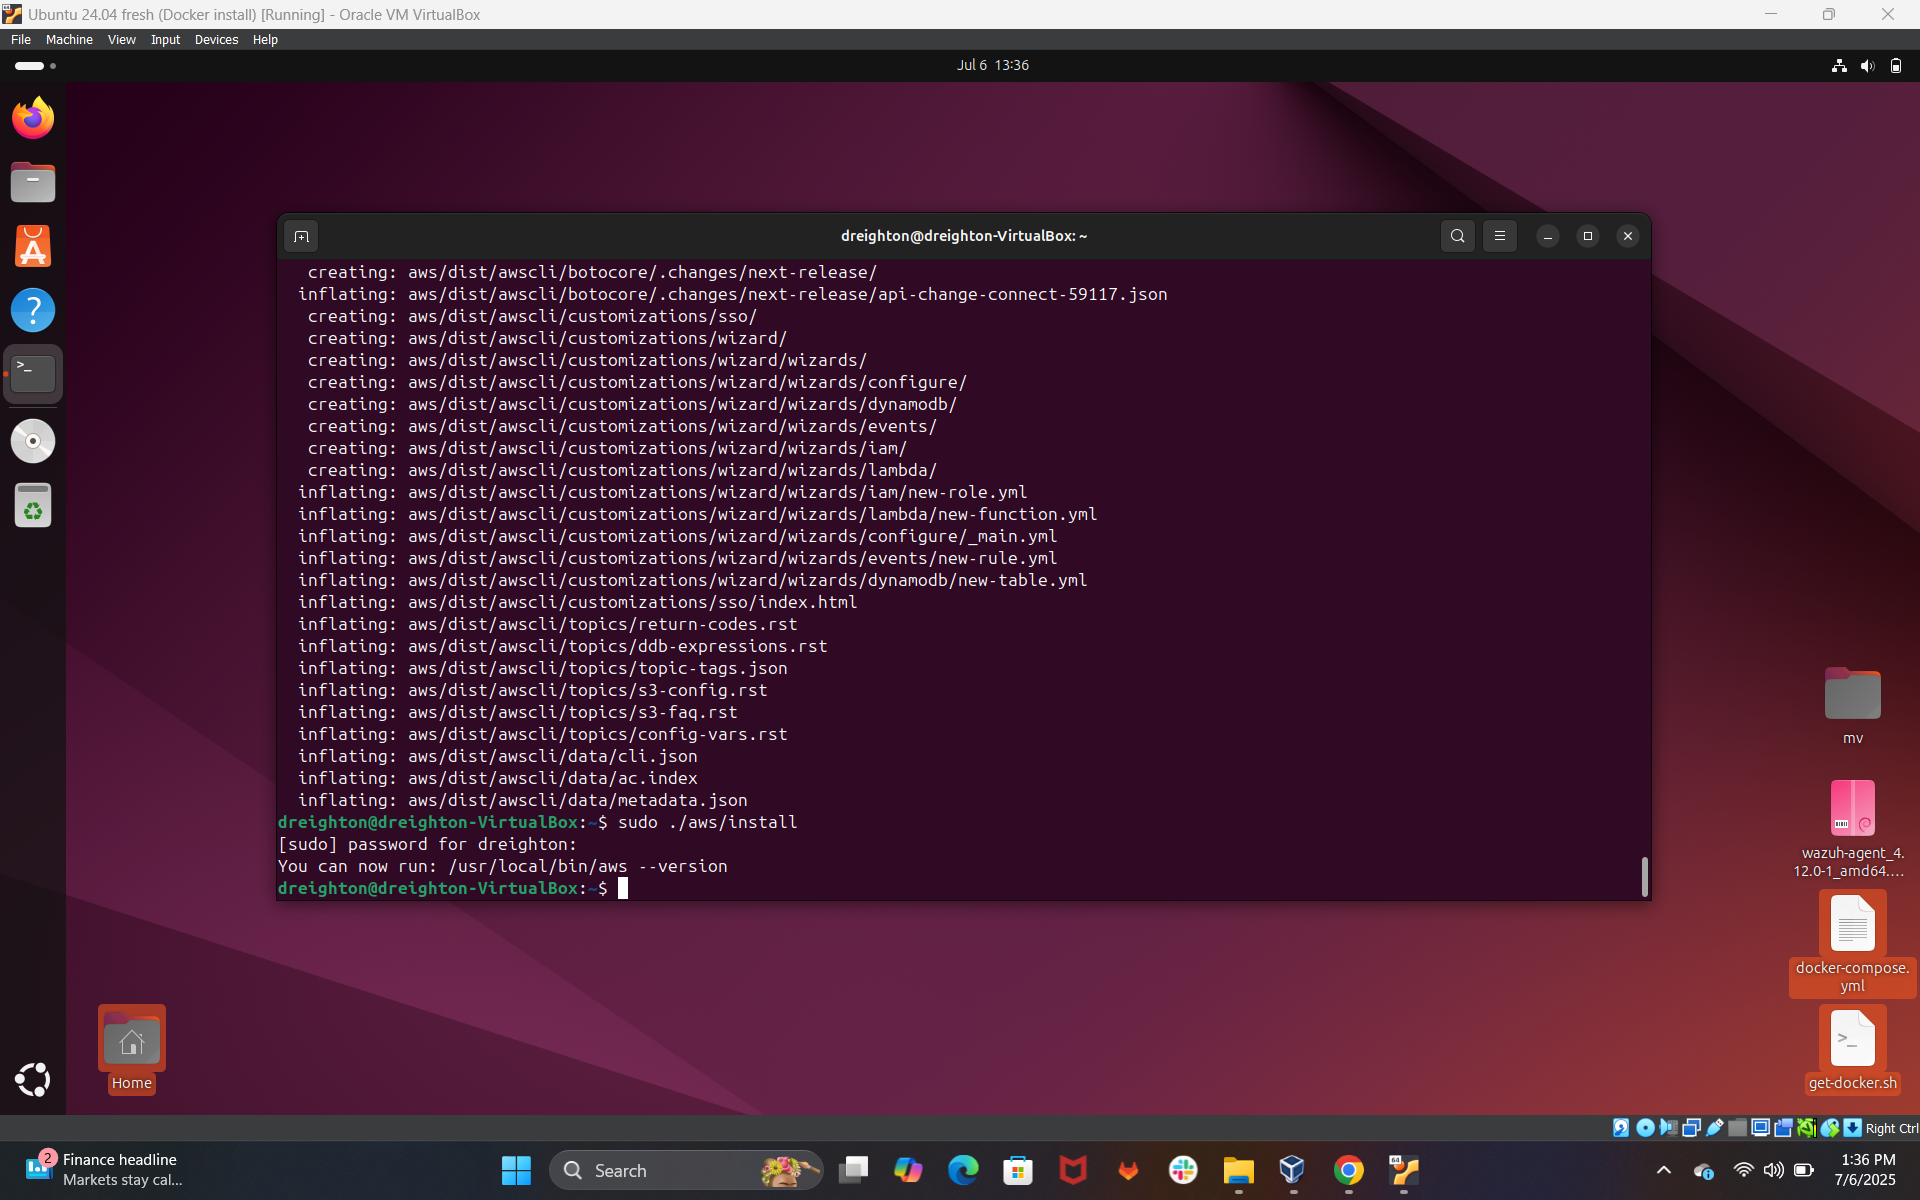 Ubuntu 24.04 fresh (Docker install) [Running] - Oracle VM VirtualBox
File Machine View Input Devices Help
Jul 6 13:36
dreighton@dreighton-VirtualBox: ~
creating: aws/dist/awscli/botocore/.changes/next-release/
inflating: aws/dist/awscli/botocore/.changes/next-release/api-change-connect-59117.json
creating: aws/dist/awscli/customizations/sso/
creating: aws/dist/awscli/customizations/wizard/
creating: aws/dist/awscli/customizations/wizard/wizards/
creating: aws/dist/awscli/customizations/wizard/wizards/configure/
creating: aws/dist/awscli/customizations/wizard/wizards/dynamodb/
creating: aws/dist/awscli/customizations/wizard/wizards/events/
creating: aws/dist/awscli/customizations/wizard/wizards/iam/
creating: aws/dist/awscli/customizations/wizard/wizards/lambda/
inflating: aws/dist/awscli/customizations/wizard/wizards/iam/new-role.yml
inflating: aws/dist/awscli/customizations/wizard/wizards/lambda/new-function.yml
inflating: aws/dist/awscli/customizations/wizard/wizards/configure/_main.yml
inflating: aws/dist/awscli/customizations/wizard/wizards/events/new-rule.yml
inflating: aws/dist/awscli/customizations/wizard/wizards/dynamodb/new-table.yml
inflating: aws/dist/awscli/customizations/sso/index.html
inflating: aws/dist/awscli/topics/return-codes.rst
inflating: aws/dist/awscli/topics/ddb-expressions.rst
inflating: aws/dist/awscli/topics/topic-tags.json
inflating: aws/dist/awscli/topics/s3-config.rst
inflating: aws/dist/awscli/topics/s3-faq.rst
inflating: aws/dist/awscli/topics/config-vars.rst
inflating: aws/dist/awscli/data/cli.json
inflating: aws/dist/awscli/data/ac.index
inflating: aws/dist/awscli/data/metadata.json
dreighton@dreighton-VirtualBox:~$ sudo ./aws/install
[sudo] password for dreighton:
You can now run: /usr/local/bin/aws --version
dreighton@dreighton-VirtualBox:~$
mv
wazuh-agent_4.
12.0-1_amd64....
docker-compose.
yml
get-docker.sh
Home
Right Ctrl
2
Finance headline
Markets stay cal...
Search
64
1:36 PM
7/6/2025